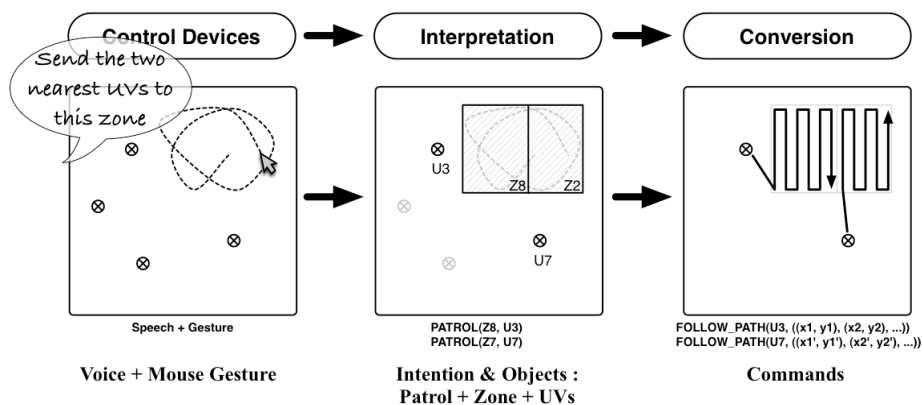 Control Devices
Interpretation
Conversion
Send the two
nearest UVs to
this zone
U3
Z8
Z2
U7
Speech + Gesture
PATROL(Z8, U3)
PATROL(Z7, U7)
FOLLOW_PATH(U3, ((x1, y1), (x2, y2), ...))
FOLLOW_PATH(U7, ((x1', y1'), (x2', y2'), ...))
Voice + Mouse Gesture
Intention & Objects :
Patrol + Zone + UVs
Commands